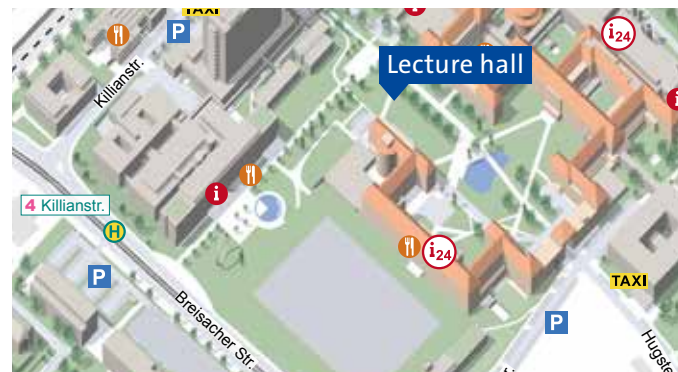 TAXI
P
i
i24
Lecture hall
Killianstr.
i
i
4 Killianstr.
H
i24
P
TAXI
Breisacher Str.
P
Hugste